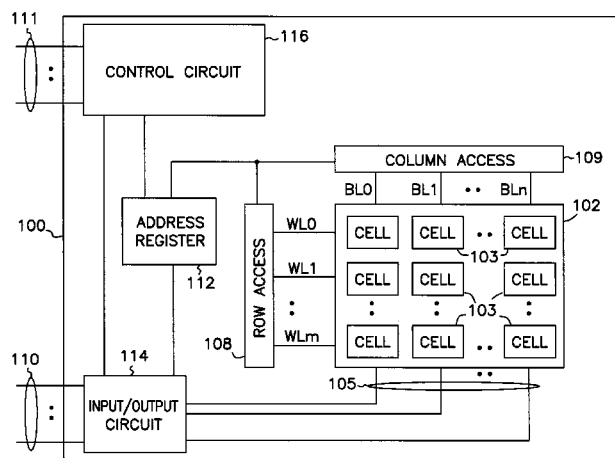 111
116
CONTROL CIRCUIT
COLUMN ACCESS
109
BL0 BL1 BLn
102
100
ADDRESS
REGISTER
112
ROW ACCESS
108
WL0
CELL CELL CELL
103
WL1
CELL CELL CELL
103
WLm
CELL CELL CELL
110
114
INPUT/OUTPUT
CIRCUIT
105